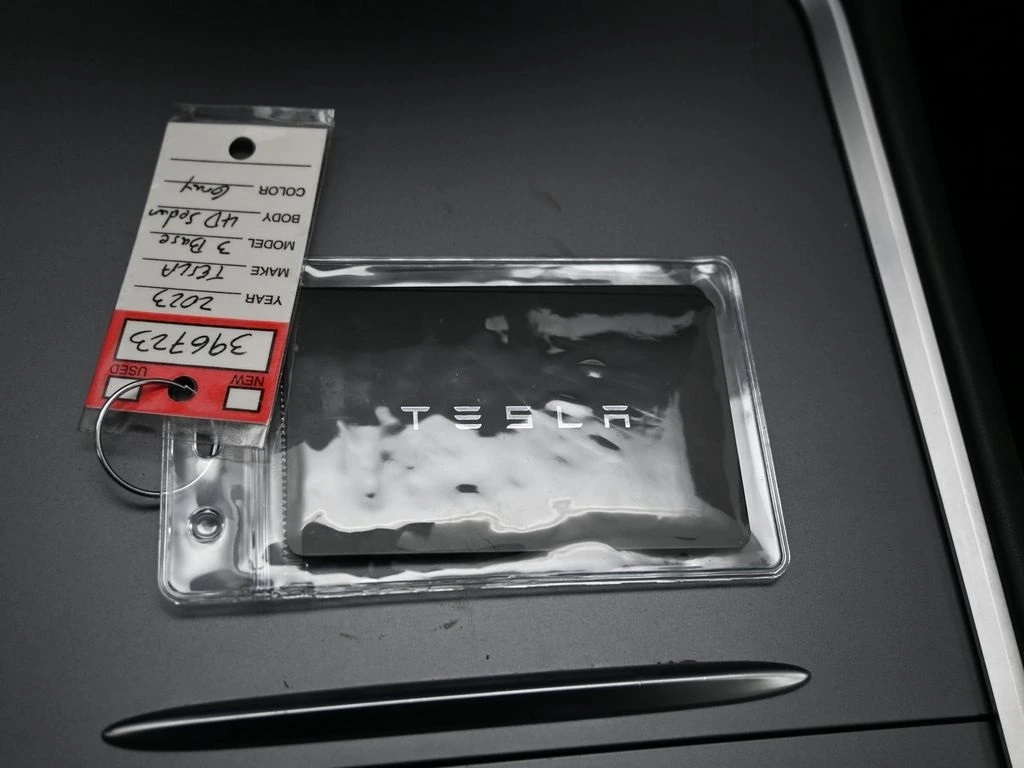 NEW USED
396723
YEAR 2023
MAKE TESLA
MODEL 3 Base
BODY 4D Sedan
COLOR Gray
TESLA